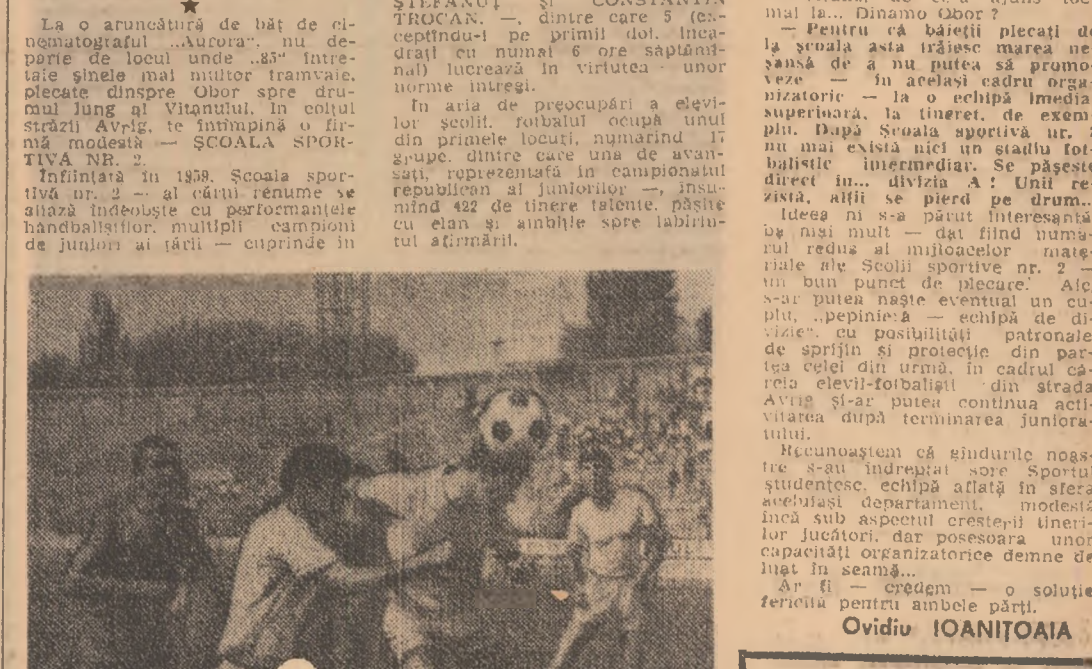 La o aruncătură de băț de ci-
nematograful „Aurora“, nu de-
parte de locul unde „85“ între-
taie șinele mai multor tramvaie,
plecate dinspre Obor spre dru-
mul lung al Vitanului, în colțul
străzii Avrig, te întîmpină o fir-
mă modestă — ȘCOALA SPOR-
TIVĂ NR. 2.
Înființată în 1959, Școala spor-
tivă nr. 2 — al cărui renume se
aliază îndeobște cu performanțele
handbaliștilor, multipli campioni
de juniori ai țării — cuprinde în
ȘTEFĂNUȚ ȘI CONSTANTIN
TROCAN, —, dintre care 5 (ex-
ceptîndu-i pe primii doi, înca-
drați cu numai 6 ore săptămî-
nal) lucrează în virtutea unor
norme întregi.
În aria de preocupări a elevi-
lor școlii, fotbalul ocupă unul
din primele locuri, numărînd 17
grupe, dintre care una de avan-
sați, reprezentată în campionatul
republican al juniorilor —, însu-
mînd 422 de tinere talente, pășite
cu elan și ambiție spre labirin-
tul afirmării.
mai la... Dinamo Obor ?
— Pentru că băieții plecați de
la școala asta trăiesc marea ne-
șansă de a nu putea să promo-
veze — în același cadru orga-
nizatoric — la o echipă imediat
superioară, la tineret, de exem-
plu. După Școala sportivă nr.
nu mai există nici un stadiu fot-
balistic intermediar. Se pășește
direct în... divizia A ! Unii re-
zistă, alții se pierd pe drum...
Ideea ni s-a părut interesantă
ba mai mult — dat fiind numă-
rul redus al mijloacelor mate-
riale ale Școlii sportive nr. 2 —
un bun punct de plecare. Aic
s-ar putea naște eventual un cu-
plu, „pepinieră — echipă de di-
vizie“, cu posibilități patronale
de sprijin și protecție din par-
tea celei din urmă, în cadrul că-
reia elevii-fotbaliști din strada
Avrig și-ar putea continua acti-
vitatea după terminarea juniora-
tului.
Recunoaștem că gîndurile noas-
tre s-au îndreptat spre Sportul
studențesc, echipă aflată în sfera
aceluiași departament, modestă
încă sub aspectul creșterii tineri-
lor jucători, dar posesoara unor
capacități organizatorice demne de
luat în seamă...
Ar fi — credem — o soluție
fericită pentru ambele părți.
Ovidiu IOANIȚOAIA